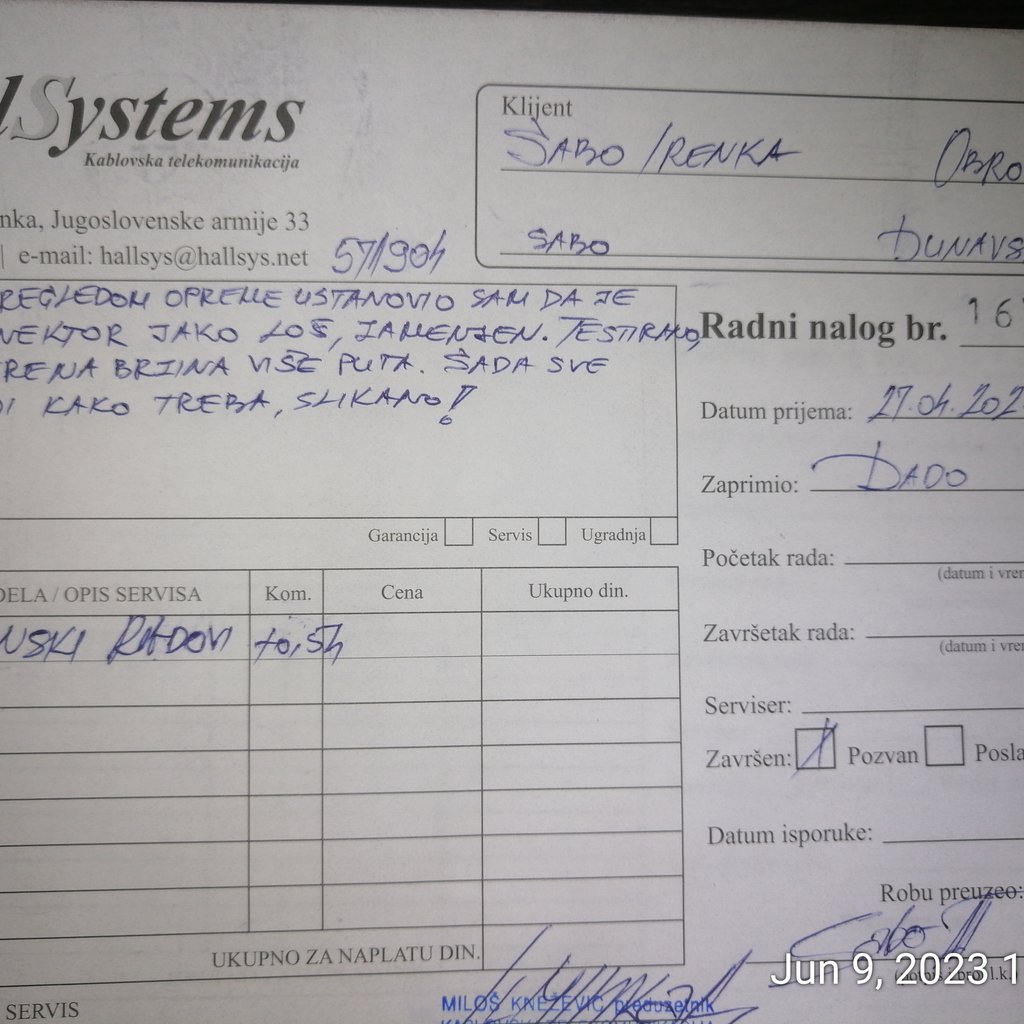 lSystems
Kablovska telekomunikacija
nka, Jugoslovenske armije 33
| e-mail: hallsys@hallsys.net
57/904
Klijent
ŠABO IRENKA OBRO
SABO DUNAVS
REGLEDOM OPREME USTANOVIO SAM DA JE
NEKTOR JAKO LOŠ, ZAMENJEN. TESTIRANO,
RENA BRZINA VIŠE PUTA. SADA SVE
DI KAKO TREBA, SLIKANO!
Garancija Servis Ugradnja
Radni nalog br. 16
Datum prijema: 27.04.202
Zaprimio: DADO
Početak rada:
(datum i vrem
Završetak rada:
(datum i vrem
Serviser:
Završen: Pozvan Posla
Datum isporuke:
Robu preuzeo:
DELA / OPIS SERVISA Kom. Cena Ukupno din.
NSKI RADOVI
UKUPNO ZA NAPLATU DIN.
SERVIS
MILOŠ KNEŽEVIĆ preduzetnik
Jun 9, 2023 1